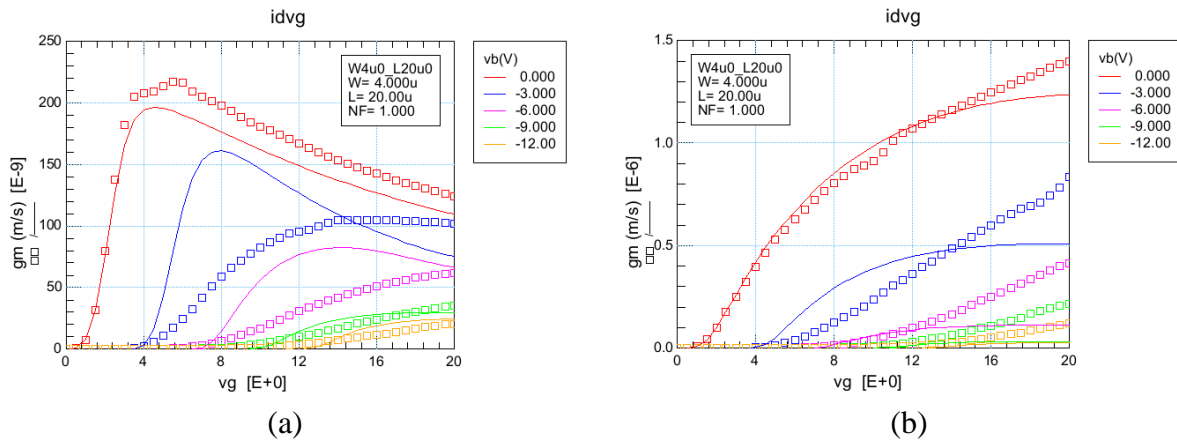 idvg
250
200
150
100
50
0
0
4
8
12
16
20
gm (m/s) [E-9]
vg [E+0]
W4u0_L20u0
W= 4.000u
L= 20.00u
NF= 1.000
vb(V)
0.000
-3.000
-6.000
-9.000
-12.00
(a)
idvg
1.5
1.0
0.5
0.0
0
4
8
12
16
20
gm (m/s) [E-6]
vg [E+0]
W4u0_L20u0
W= 4.000u
L= 20.00u
NF= 1.000
vb(V)
0.000
-3.000
-6.000
-9.000
-12.00
(b)